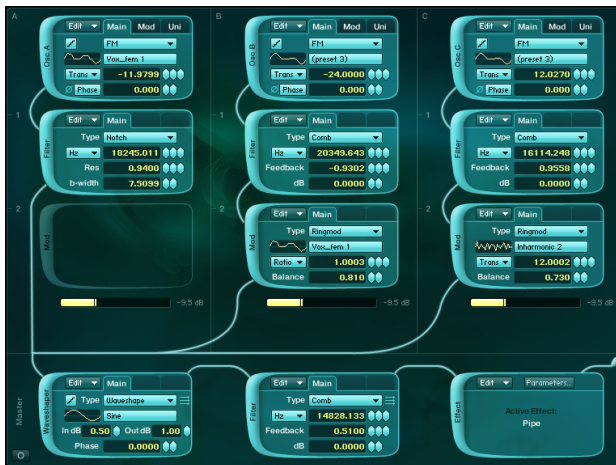 A B C
Osc A Edit Main Mod Uni
FM
Vox_fem 1
Trans -11.9799
Ø Phase 0.000
Osc B Edit Main Mod Uni
FM
(preset 3)
Trans -24.0000
Ø Phase 0.000
Osc C Edit Main Mod Uni
FM
(preset 3)
Trans 12.0270
Ø Phase 0.000
1 1 1
Filter Edit Main
Type Notch
Hz 18245.011
Res 0.9400
b-width 7.5099
Filter Edit Main
Type Comb
Hz 20349.643
Feedback -0.9302
dB 0.0000
Filter Edit Main
Type Comb
Hz 16114.248
Feedback 0.9558
dB 0.0000
2 2 2
Mod
Mod Edit Main
Type Ringmod
Vox_fem 1
Ratio 1.0003
Balance 0.810
Mod Edit Main
Type Ringmod
Inharmonic 2
Trans 12.0002
Balance 0.730
-9.5 dB -9.5 dB -9.5 dB
Master
Waveshaper Edit Main
Type Waveshape
Sine
In dB 0.50 Out dB 1.00
Phase 0.0000
Filter Edit Main
Type Comb
Hz 14828.133
Feedback 0.5100
dB 0.0000
Effect Edit Parameters...
Active Effect:
Pipe